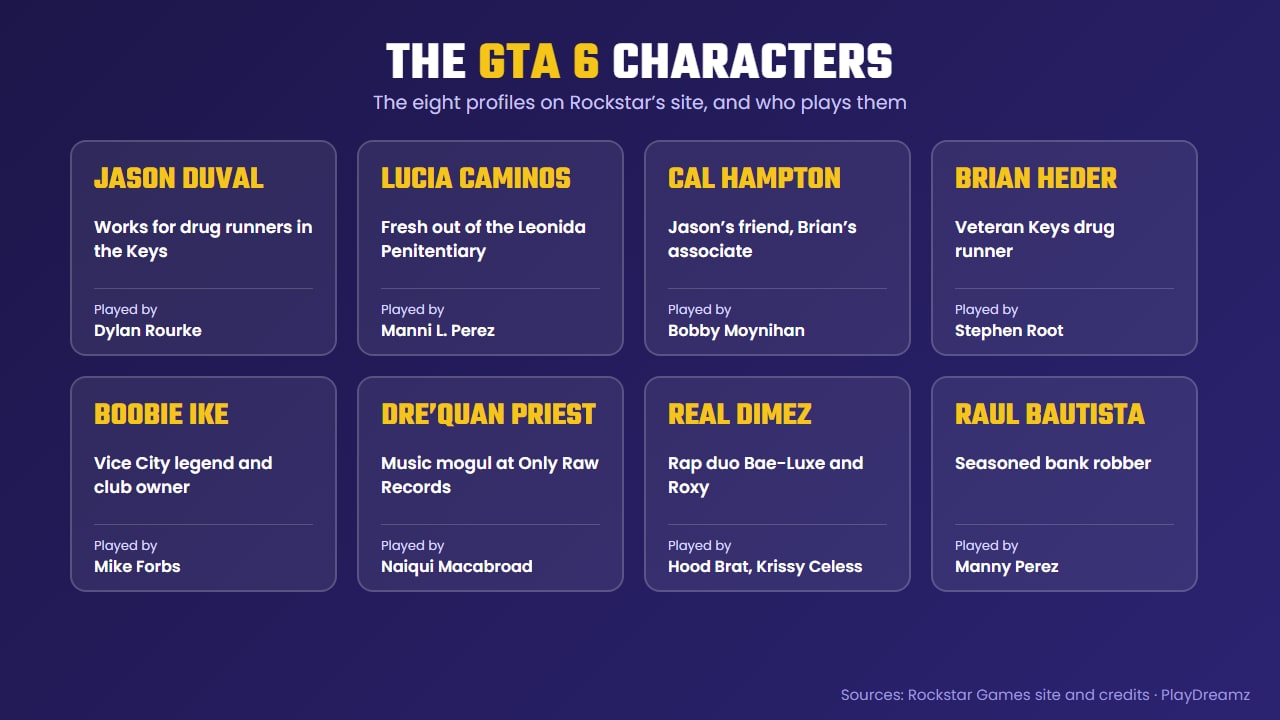 THE GTA 6 CHARACTERS
The eight profiles on Rockstar’s site, and who plays them
JASON DUVAL
Works for drug runners in
the Keys
Played by
Dylan Rourke
LUCIA CAMINOS
Fresh out of the Leonida
Penitentiary
Played by
Manni L. Perez
CAL HAMPTON
Jason’s friend, Brian’s
associate
Played by
Bobby Moynihan
BRIAN HEDER
Veteran Keys drug
runner
Played by
Stephen Root
BOOBIE IKE
Vice City legend and
club owner
Played by
Mike Forbs
DRE’QUAN PRIEST
Music mogul at Only Raw
Records
Played by
Naiqui Macabroad
REAL DIMEZ
Rap duo Bae-Luxe and
Roxy
Played by
Hood Brat, Krissy Celess
RAUL BAUTISTA
Seasoned bank robber
Played by
Manny Perez
Sources: Rockstar Games site and credits · PlayDreamz